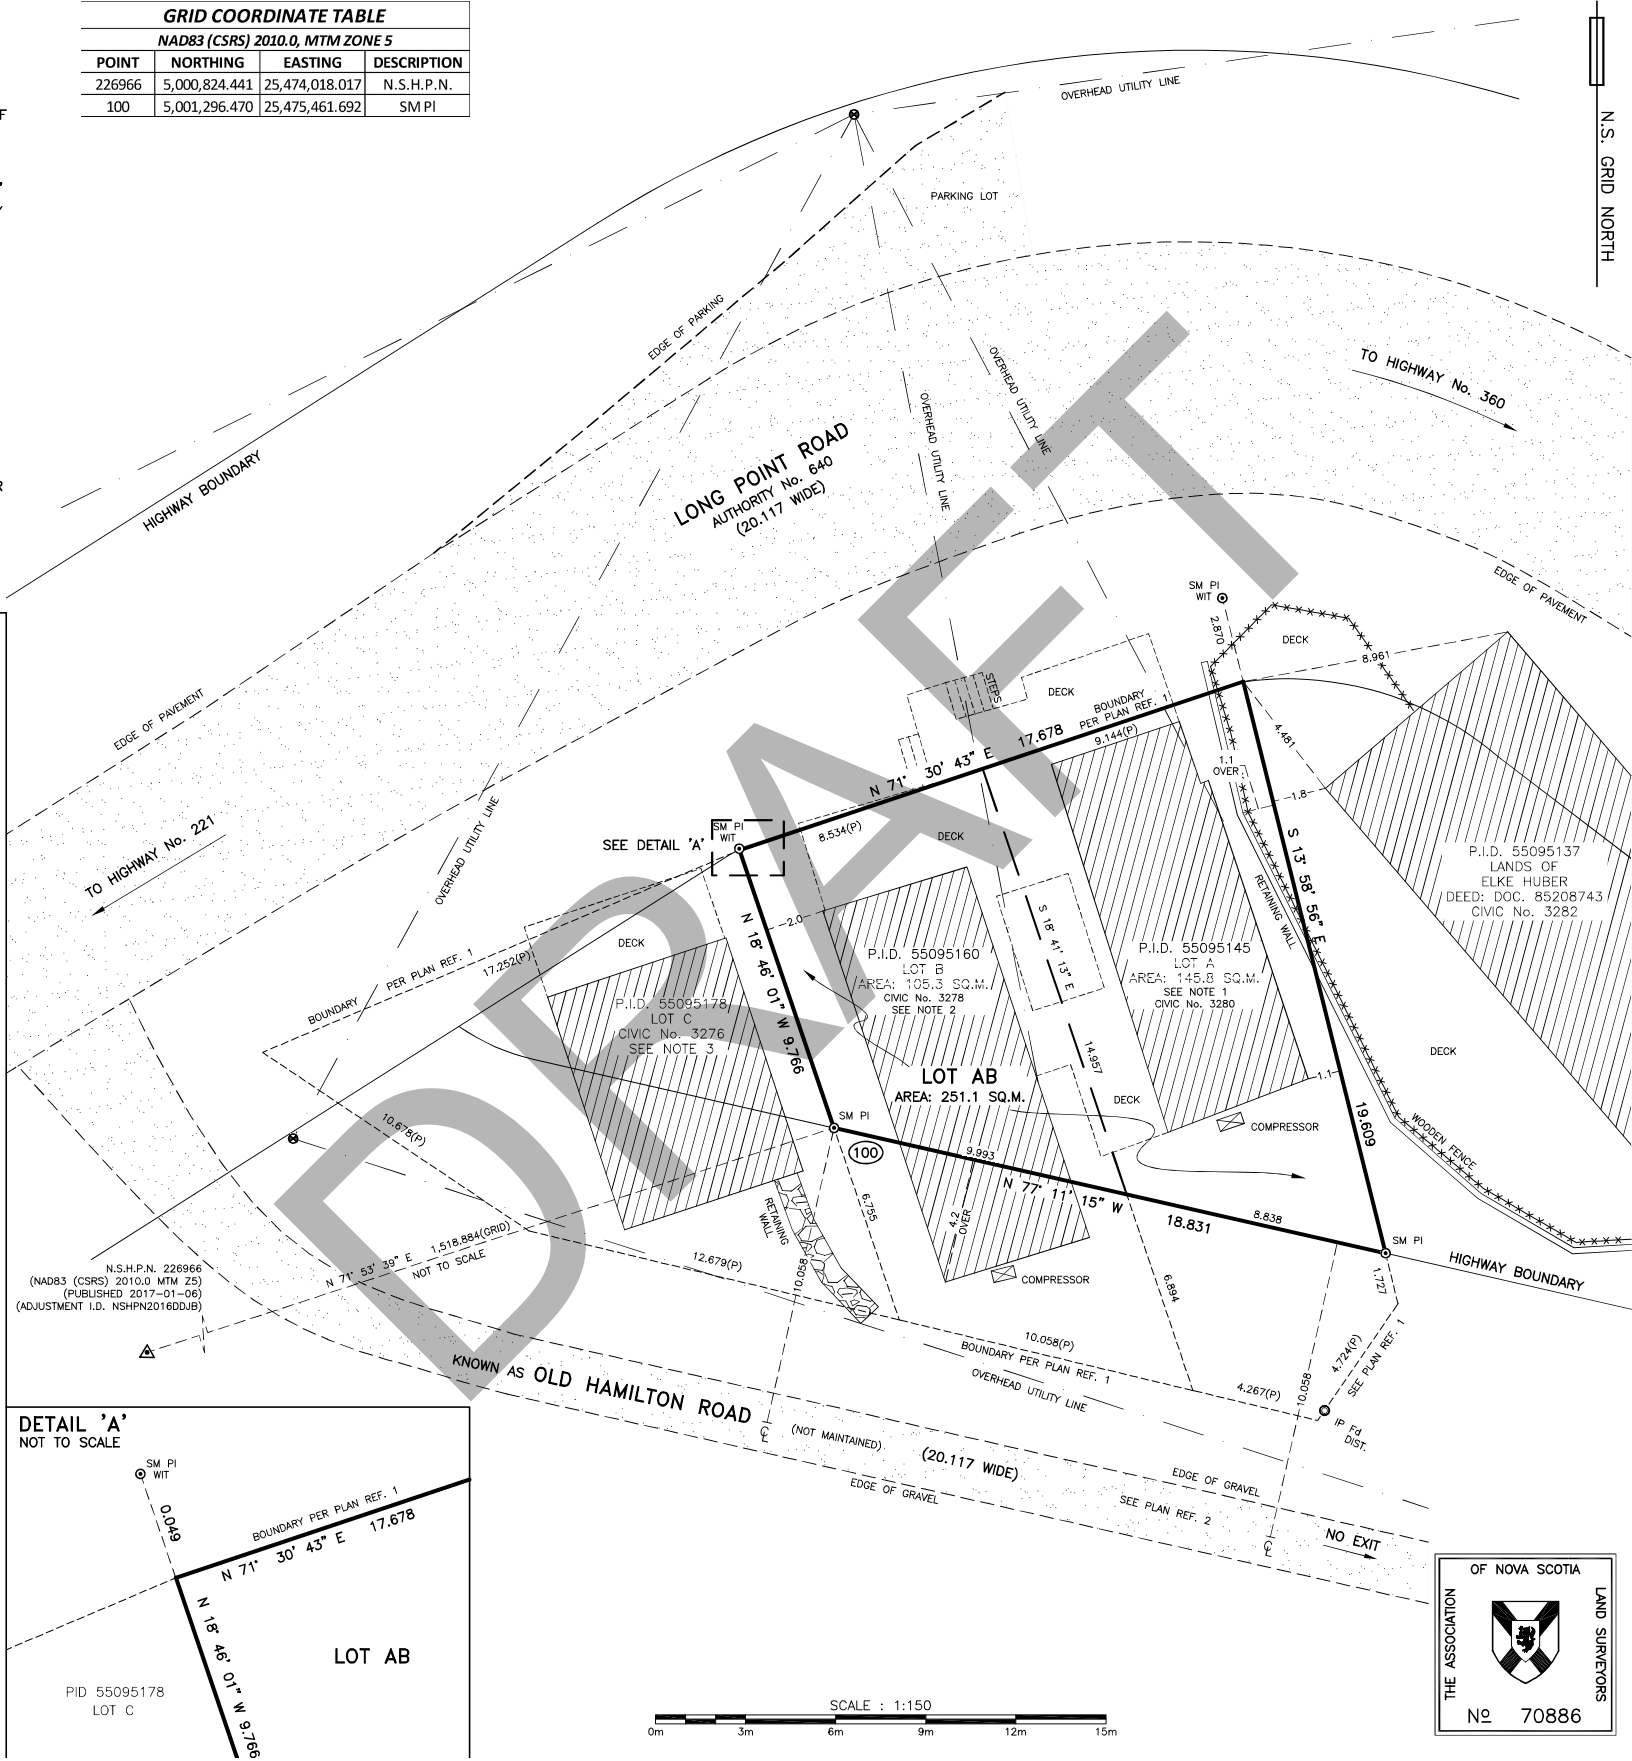 GRID COORDINATE TABLE
NAD83 (CSRS) 2010.0, MTM ZONE 5
POINT NORTHING EASTING DESCRIPTION
226966 5,000,824.441 25,474,018.017 N.S.H.P.N.
100 5,001,296.470 25,475,461.692 SM PI
F
Y
R
OVERHEAD UTILITY LINE
N.S. GRID NORTH
PARKING LOT
EDGE OF PARKING
HIGHWAY BOUNDARY
TO HIGHWAY No. 360
OVERHEAD UTILITY LINE
OVERHEAD UTILITY LINE
LONG POINT ROAD
AUTHORITY No. 640
(20.117 WIDE)
EDGE OF PAVEMENT
SM PI
WIT
2.870
DECK
8.961
EDGE OF PAVEMENT
STEPS
DECK
BOUNDARY
PER PLAN REF. 1
N 71° 30' 43" E 17.678
9.144(P)
4.481
1.1
OVER
1.8
TO HIGHWAY No. 221
OVERHEAD UTILITY LINE
SEE DETAIL 'A'
SM PI
WIT
8.534(P)
DECK
S 13° 58' 56" E
19.609
P.I.D. 55095137
LANDS OF
ELKE HUBER
DEED: DOC. 85208743
CIVIC No. 3282
RETAINING WALL
2.0
N 18° 46' 01" W 9.766
S 18° 41' 13" E
14.957
DECK
BOUNDARY PER PLAN REF. 1
17.252(P)
P.I.D. 55095178
LOT C
CIVIC No. 3276
SEE NOTE 3
P.I.D. 55095160
LOT B
AREA: 105.3 SQ.M.
CIVIC No. 3278
SEE NOTE 2
P.I.D. 55095145
LOT A
AREA: 145.8 SQ.M.
SEE NOTE 1
CIVIC No. 3280
DECK
LOT AB
AREA: 251.1 SQ.M.
DECK
1.1
COMPRESSOR
WOODEN FENCE
10.678(P)
SM PI
100
9.993
N 77° 11' 15" W
18.831
8.838
SM PI
HIGHWAY BOUNDARY
1.727
RETAINING
WALL
6.755
4.2
OVER
COMPRESSOR
6.894
N 71° 53' 39" E 1,518.884(GRID)
NOT TO SCALE
12.679(P)
10.058
N.S.H.P.N. 226966
(NAD83 (CSRS) 2010.0 MTM Z5)
(PUBLISHED 2017-01-06)
(ADJUSTMENT I.D. NSHPN2016DDJB)
10.058(P)
BOUNDARY PER PLAN REF. 1
OVERHEAD UTILITY LINE
4.267(P)
10.058
4.724(P)
SEE PLAN REF. 1
IP Fd
DIST.
KNOWN AS OLD HAMILTON ROAD
(NOT MAINTAINED)
(20.117 WIDE)
EDGE OF GRAVEL
EDGE OF GRAVEL
SEE PLAN REF. 2
NO EXIT
DRAFT
DETAIL 'A'
NOT TO SCALE
SM PI
WIT
0.049
BOUNDARY PER PLAN REF. 1
N 71° 30' 43" E 17.678
N 18° 46' 01" W 9.766
LOT AB
PID 55095178
LOT C
SCALE : 1:150
0m 3m 6m 9m 12m 15m
THE ASSOCIATION
OF NOVA SCOTIA
LAND SURVEYORS
Nº 70886